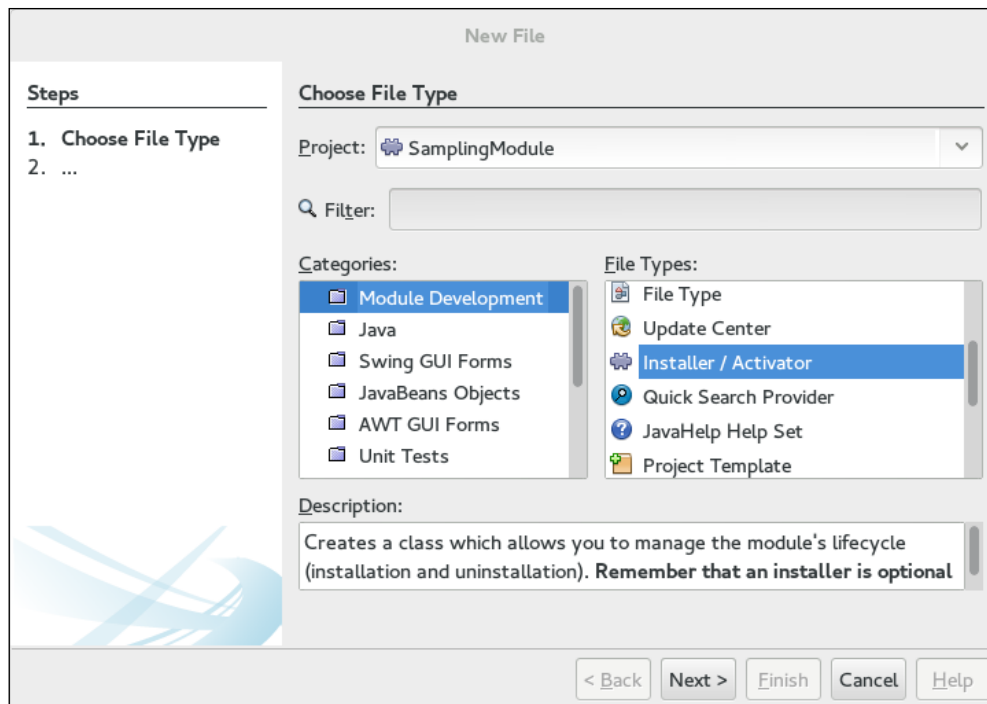 New File
Steps
1. Choose File Type
2. ...
Choose File Type
Project: SamplingModule
Filter:
Categories:
Module Development
Java
Swing GUI Forms
JavaBeans Objects
AWT GUI Forms
Unit Tests
File Types:
File Type
Update Center
Installer / Activator
Quick Search Provider
JavaHelp Help Set
Project Template
Description:
Creates a class which allows you to manage the module's lifecycle
(installation and uninstallation). Remember that an installer is optional
< Back Next > Finish Cancel Help